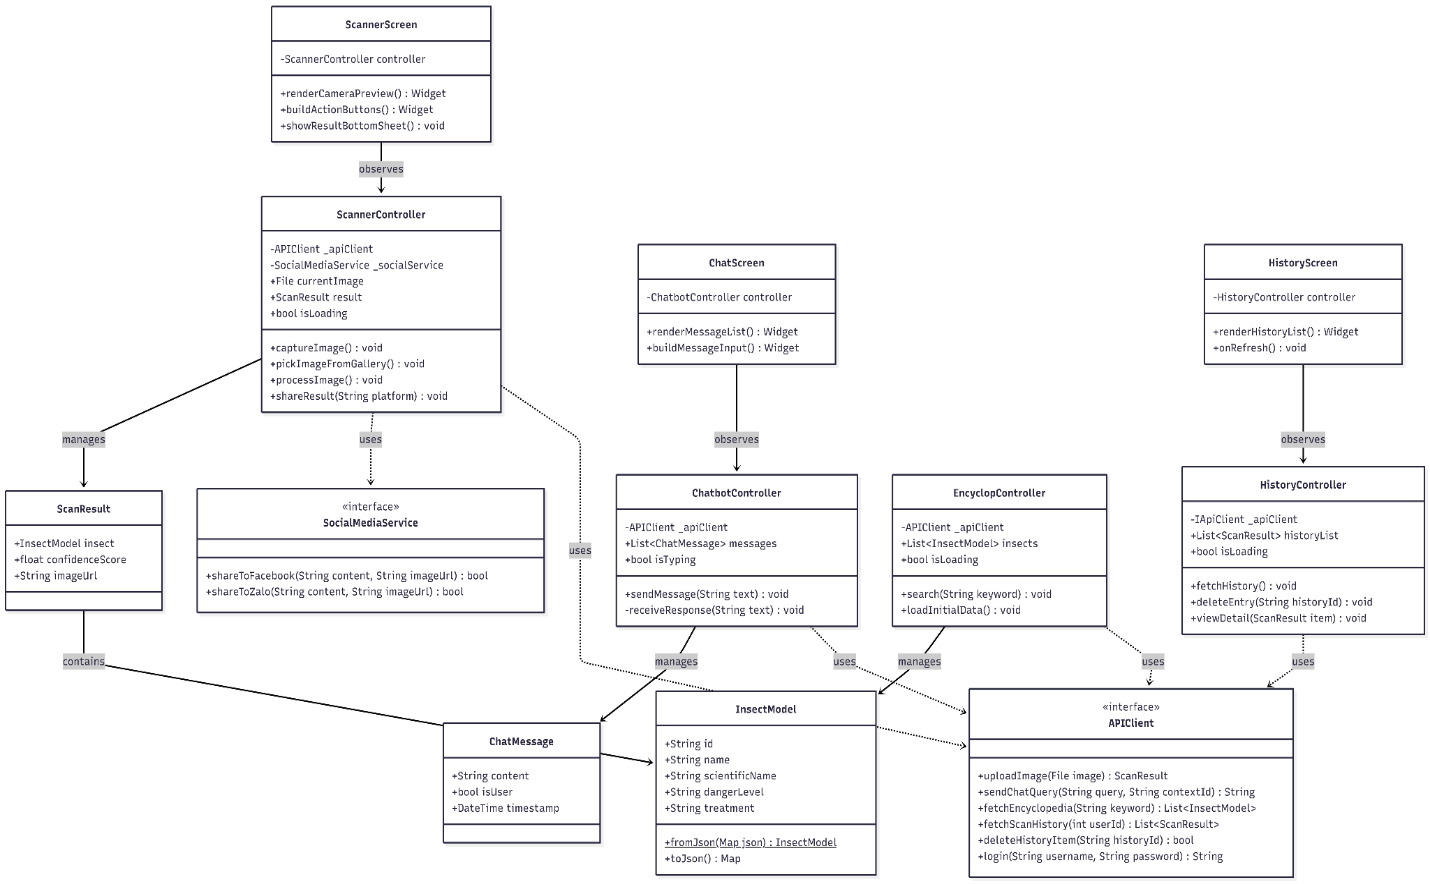 ScannerScreen
-ScannerController controller
+renderCameraPreview() : Widget
+buildActionButtons() : Widget
+showResultBottomSheet() : void
observes
ScannerController
-APIClient _apiClient
-SocialMediaService _socialService
+File currentImage
+ScanResult result
+bool isLoading
+captureImage() : void
+pickImageFromGallery() : void
+processImage() : void
+shareResult(String platform) : void
ChatScreen
-ChatbotController controller
+renderMessageList() : Widget
+buildMessageInput() : Widget
HistoryScreen
-HistoryController controller
+renderHistoryList() : Widget
+onRefresh() : void
manages
uses
observes
observes
ScanResult
+InsectModel insect
+float confidenceScore
+String imageUrl
«interface»
SocialMediaService
+shareToFacebook(String content, String imageUrl) : bool
+shareToZalo(String content, String imageUrl) : bool
uses
ChatbotController
-APIClient _apiClient
+List<ChatMessage> messages
+bool isTyping
+sendMessage(String text) : void
-receiveResponse(String text) : void
EncyclopController
-APIClient _apiClient
+List<InsectModel> insects
+bool isLoading
+search(String keyword) : void
+loadInitialData() : void
HistoryController
-IApiClient _apiClient
+List<ScanResult> historyList
+bool isLoading
+fetchHistory() : void
+deleteEntry(String historyId) : void
+viewDetail(ScanResult item) : void
contains
manages
uses
manages
uses
uses
ChatMessage
+String content
+bool isUser
+DateTime timestamp
InsectModel
+String id
+String name
+String scientificName
+String dangerLevel
+String treatment
+fromJson(Map json) : InsectModel
+toJson() : Map
«interface»
APIClient
+uploadImage(File image) : ScanResult
+sendChatQuery(String query, String contextId) : String
+fetchEncyclopedia(String keyword) : List<InsectModel>
+fetchScanHistory(int userId) : List<ScanResult>
+deleteHistoryItem(String historyId) : bool
+login(String username, String password) : String